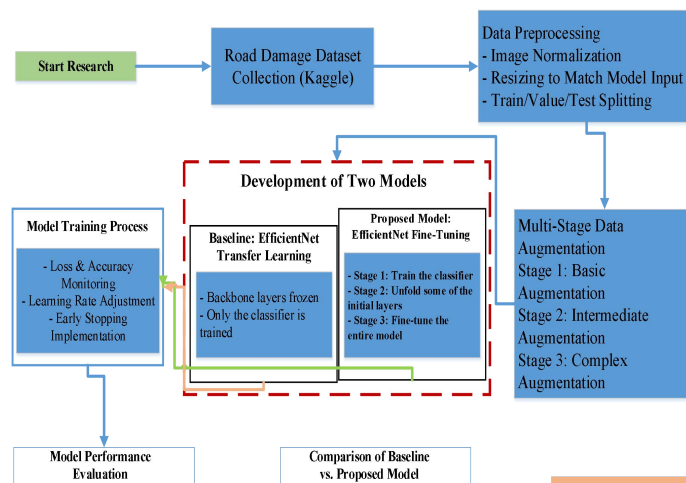 Start Research
Road Damage Dataset
Collection (Kaggle)
Data Preprocessing
- Image Normalization
- Resizing to Match Model Input
- Train/Value/Test Splitting
Development of Two Models
Model Training Process
- Loss & Accuracy
Monitoring
- Learning Rate Adjustment
- Early Stopping
Implementation
Baseline: EfficientNet
Transfer Learning
- Backbone layers frozen
- Only the classifier is
trained
Proposed Model:
EfficientNet Fine-Tuning
- Stage 1: Train the classifier
- Stage 2: Unfold some of the
initial layers
- Stage 3: Fine-tune the
entire model
Multi-Stage Data
Augmentation
Stage 1: Basic
Augmentation
Stage 2: Intermediate
Augmentation
Stage 3: Complex
Augmentation
Model Performance
Evaluation
Comparison of Baseline
vs. Proposed Model